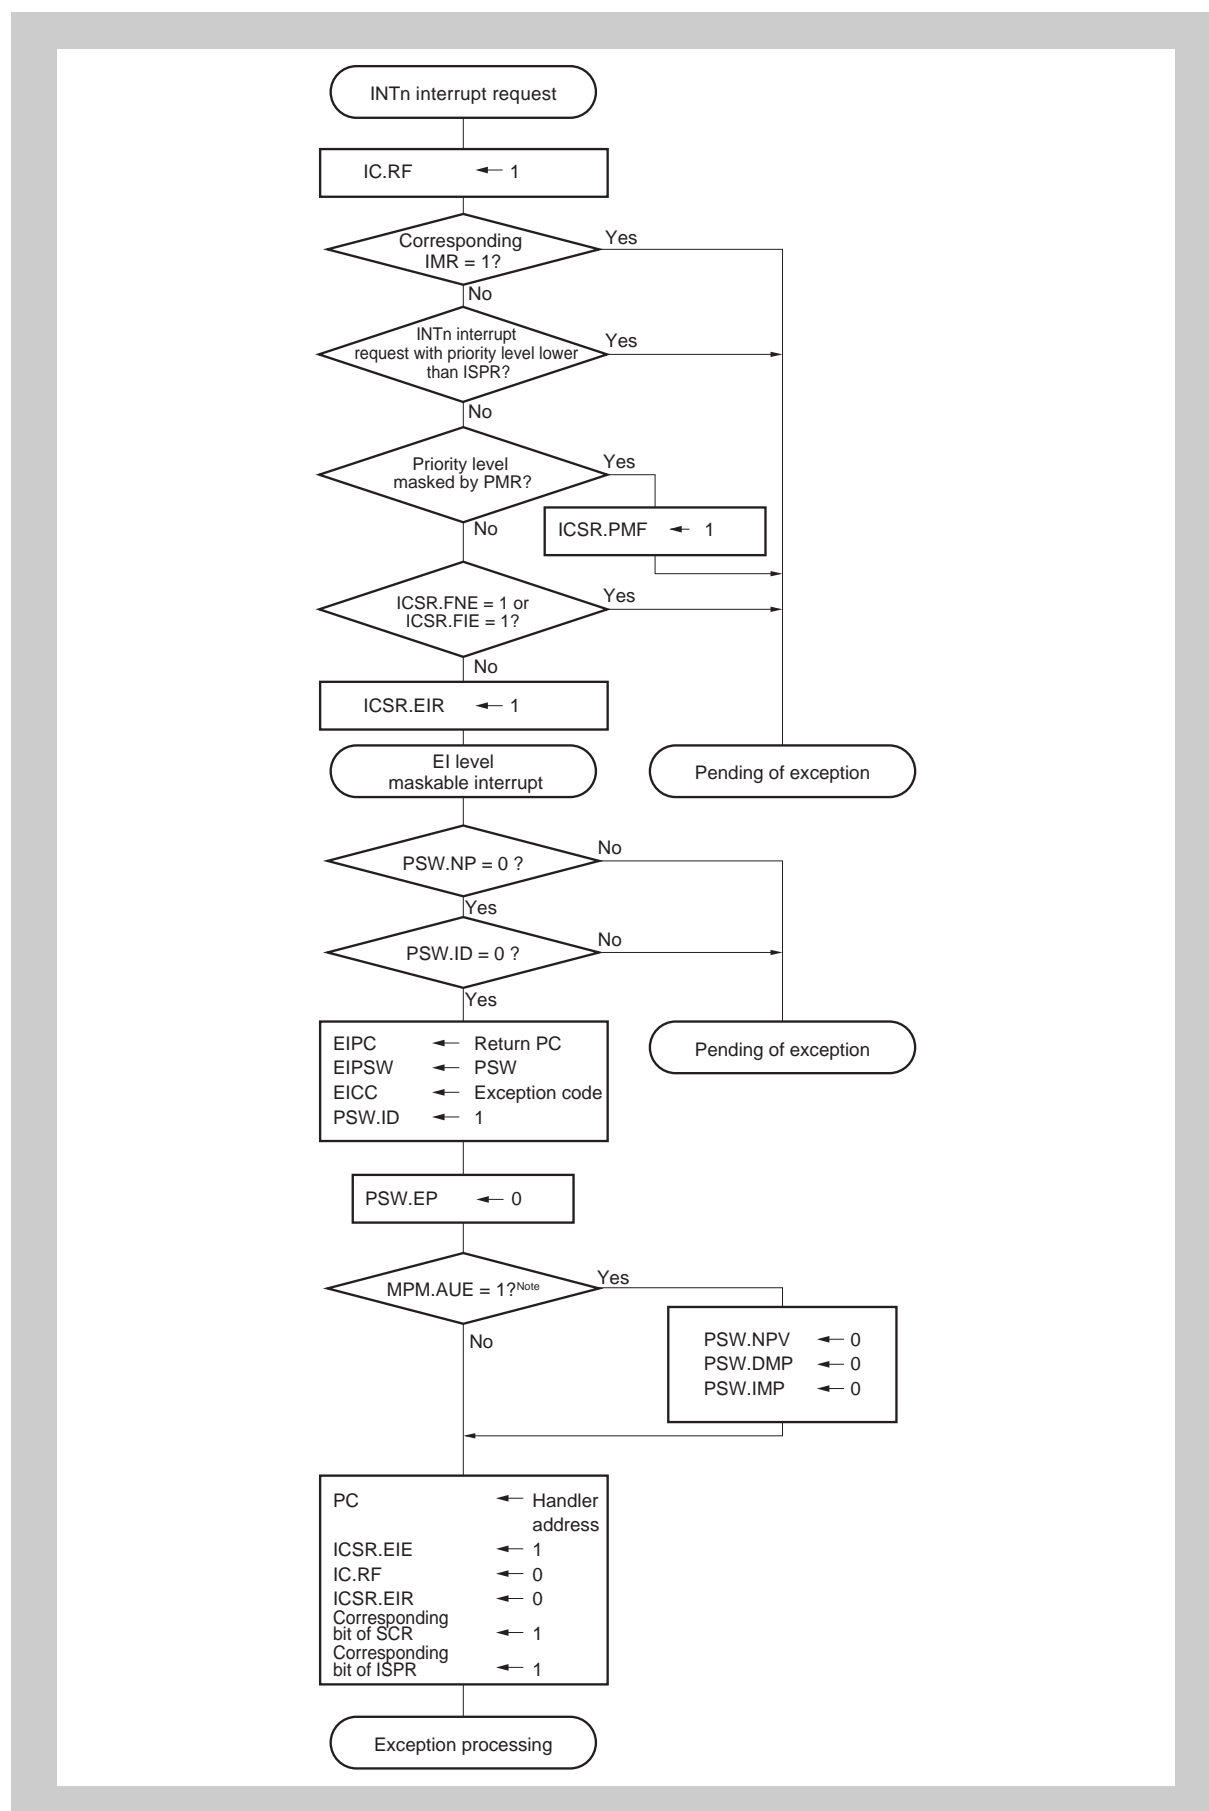 INTn interrupt request
IC.RF ← 1
Corresponding
IMR = 1?
Yes
No
INTn interrupt
request with priority level lower
than ISPR?
Yes
No
Priority level
masked by PMR?
Yes
ICSR.PMF ← 1
No
ICSR.FNE = 1 or
ICSR.FIE = 1?
Yes
No
ICSR.EIR ← 1
EI level
maskable interrupt
Pending of exception
PSW.NP = 0 ?
No
Yes
PSW.ID = 0 ?
No
Yes
EIPC ← Return PC
EIPSW ← PSW
EICC ← Exception code
PSW.ID ← 1
Pending of exception
PSW.EP ← 0
MPM.AUE = 1?Note
Yes
No
PSW.NPV ← 0
PSW.DMP ← 0
PSW.IMP ← 0
PC ← Handler
address
ICSR.EIE ← 1
IC.RF ← 0
ICSR.EIR ← 0
Corresponding
bit of SCR ← 1
Corresponding
bit of ISPR ← 1
Exception processing